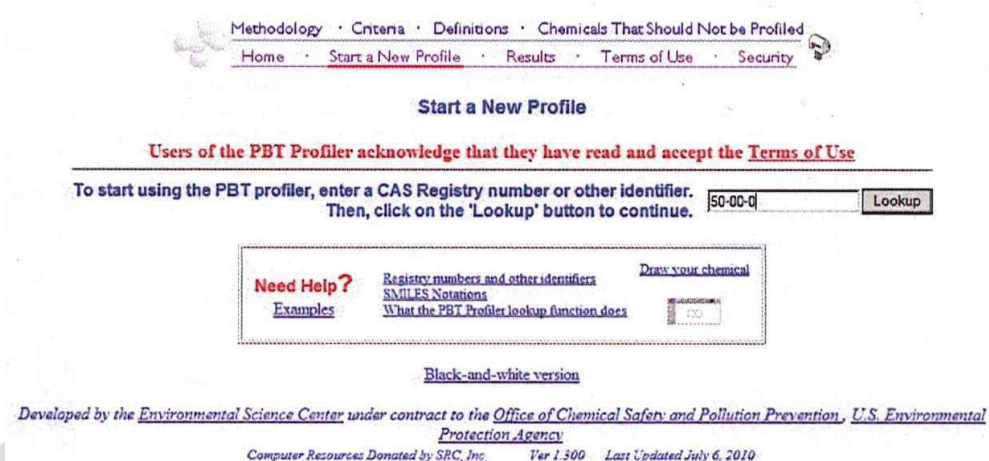 Methodology · Criteria · Definitions · Chemicals That Should Not be Profiled
Home · Start a New Profile · Results · Terms of Use · Security
Start a New Profile
Users of the PBT Profiler acknowledge that they have read and accept the Terms of Use
To start using the PBT profiler, enter a CAS Registry number or other identifier.
Then, click on the 'Lookup' button to continue.
50-00-0
Lookup
Need Help?
Examples
Registry numbers and other identifiers
SMILES Notations
What the PBT Profiler lookup function does
Draw your chemical
Black-and-white version
Developed by the Environmental Science Center under contract to the Office of Chemical Safety and Pollution Prevention, U.S. Environmental
Protection Agency
Computer Resources Donated by SRC, Inc Ver 1.300 Last Updated July 6, 2010